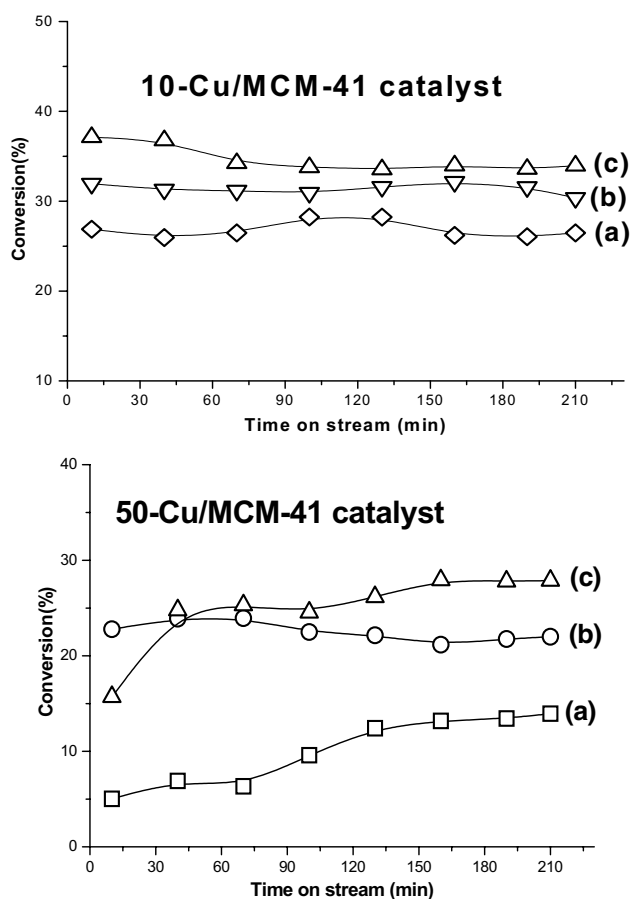 50
10-Cu/MCM-41 catalyst
40
(c)
30
(b)
(a)
20
10
Conversion(%)
0 30 60 90 120 150 180 210
Time on stream (min)
40
50-Cu/MCM-41 catalyst
30
(c)
(b)
20
(a)
10
0
Conversion(%)
0 30 60 90 120 150 180 210
Time on stream (min)